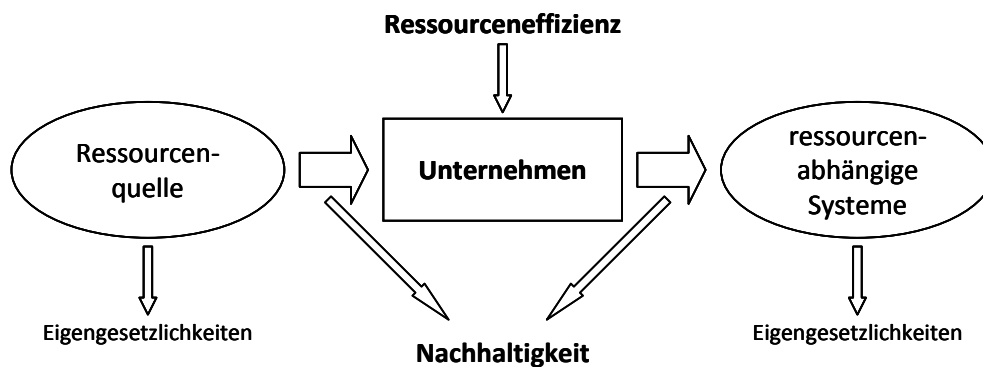 Ressourceneffizienz
Ressourcen-
quelle
Unternehmen
ressourcen-
abhängige
Systeme
Eigengesetzlichkeiten
Nachhaltigkeit
Eigengesetzlichkeiten